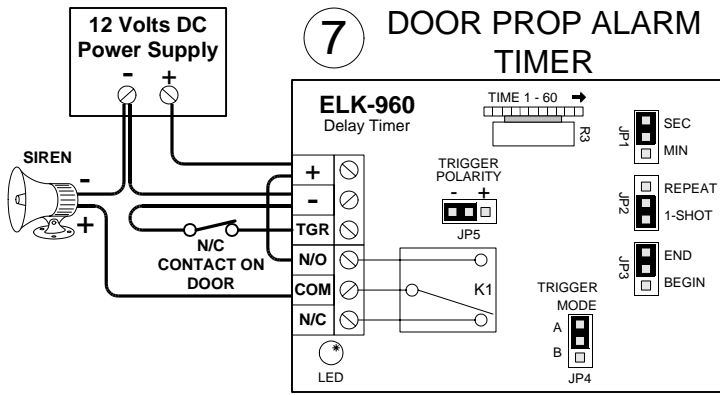 12 Volts DC
Power Supply
- +
7
DOOR PROP ALARM
TIMER
SIREN
-
+
N/C
CONTACT ON
DOOR
ELK-960
Delay Timer
TIME 1 - 60
R3
+
-
TGR
N/O
COM
N/C
LED
TRIGGER
POLARITY
- +
JP5
K1
TRIGGER
MODE
A
B
JP4
JP1
SEC
MIN
JP2
REPEAT
1-SHOT
JP3
END
BEGIN